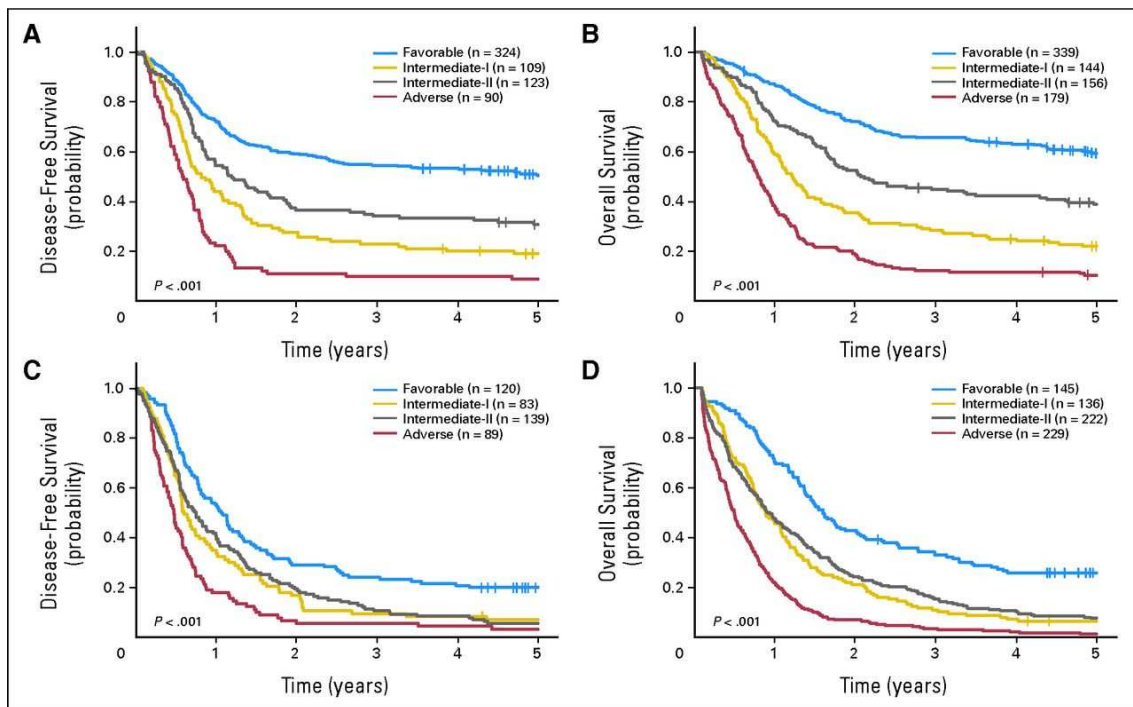 A
Disease-Free Survival
(probability)
1.0
0.8
0.6
0.4
0.2
0
1
2
3
4
5
Time (years)
Favorable (n = 324)
Intermediate-I (n = 109)
Intermediate-II (n = 123)
Adverse (n = 90)
P < .001
B
Overall Survival
(probability)
1.0
0.8
0.6
0.4
0.2
0
1
2
3
4
5
Time (years)
Favorable (n = 339)
Intermediate-I (n = 144)
Intermediate-II (n = 156)
Adverse (n = 179)
P < .001
C
Disease-Free Survival
(probability)
1.0
0.8
0.6
0.4
0.2
0
1
2
3
4
5
Time (years)
Favorable (n = 120)
Intermediate-I (n = 83)
Intermediate-II (n = 139)
Adverse (n = 89)
P < .001
D
Overall Survival
(probability)
1.0
0.8
0.6
0.4
0.2
0
1
2
3
4
5
Time (years)
Favorable (n = 145)
Intermediate-I (n = 136)
Intermediate-II (n = 222)
Adverse (n = 229)
P < .001